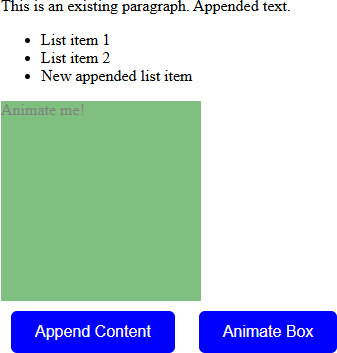 This is an existing paragraph. Appended text.
List item 1
List item 2
New appended list item
Animate me!
Append Content
Animate Box